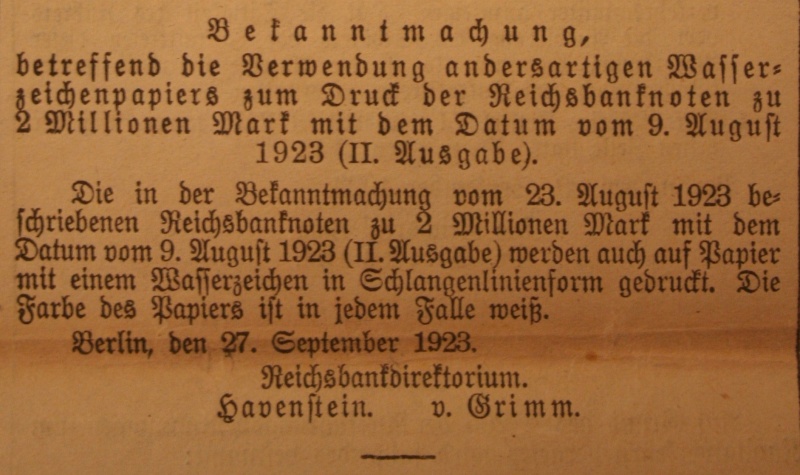 Bekanntmachung,
betreffend die Verwendung andersartigen Wasser-
zeichenpapiers zum Druck der Reichsbanknoten zu
2 Millionen Mark mit dem Datum vom 9. August
1923 (II. Ausgabe).
Die in der Bekanntmachung vom 23. August 1923 be-
schriebenen Reichsbanknoten zu 2 Millionen Mark mit dem
Datum vom 9. August 1923 (II. Ausgabe) werden auch auf Papier
mit einem Wasserzeichen in Schlangenlinienform gedruckt. Die
Farbe des Papiers ist in jedem Falle weiß.
Berlin, den 27. September 1923.
Reichsbankdirektorium.
Havenstein. v. Grimm.